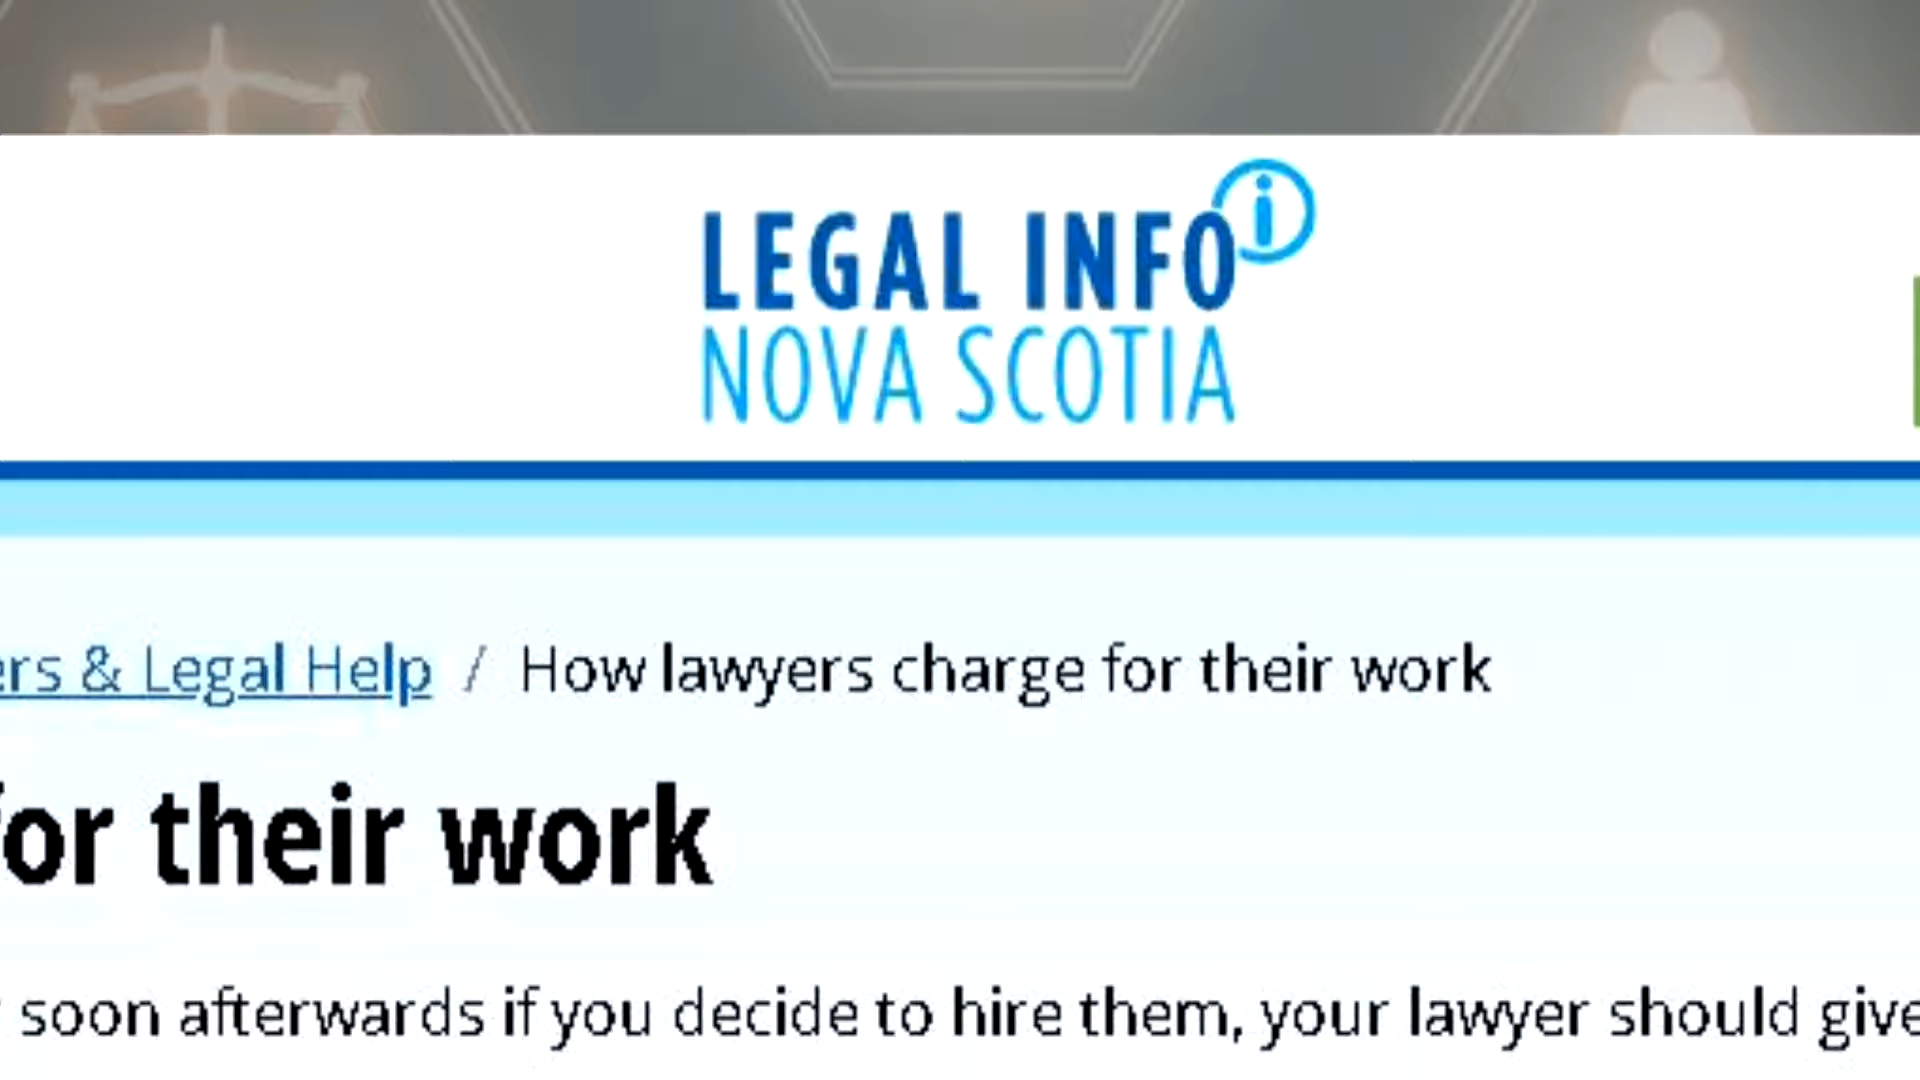 LEGAL INFO
NOVA SCOTIA
& Legal Help / How lawyers charge for their work
for their work
soon afterwards if you decide to hire them, your lawyer should give